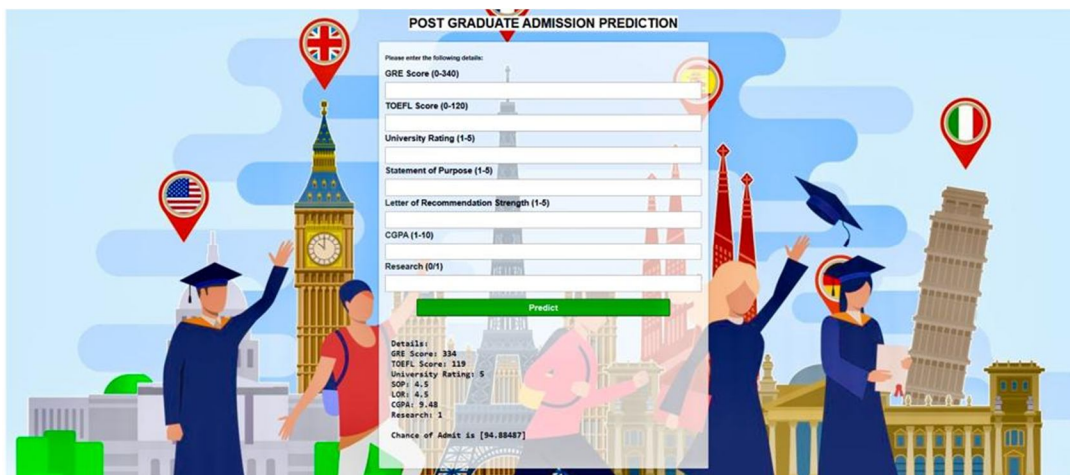 POST GRADUATE ADMISSION PREDICTION
Please enter the following details:
GRE Score (0-340)
TOEFL Score (0-120)
University Rating (1-5)
Statement of Purpose (1-5)
Letter of Recommendation Strength (1-5)
CGPA (1-10)
Research (0/1)
Predict
Details:
GRE Score: 334
TOEFL Score: 119
University Rating: 5
SOP: 4.5
LOR: 4.5
CGPA: 9.48
Research: 1
Chance of Admit is [94.88487]